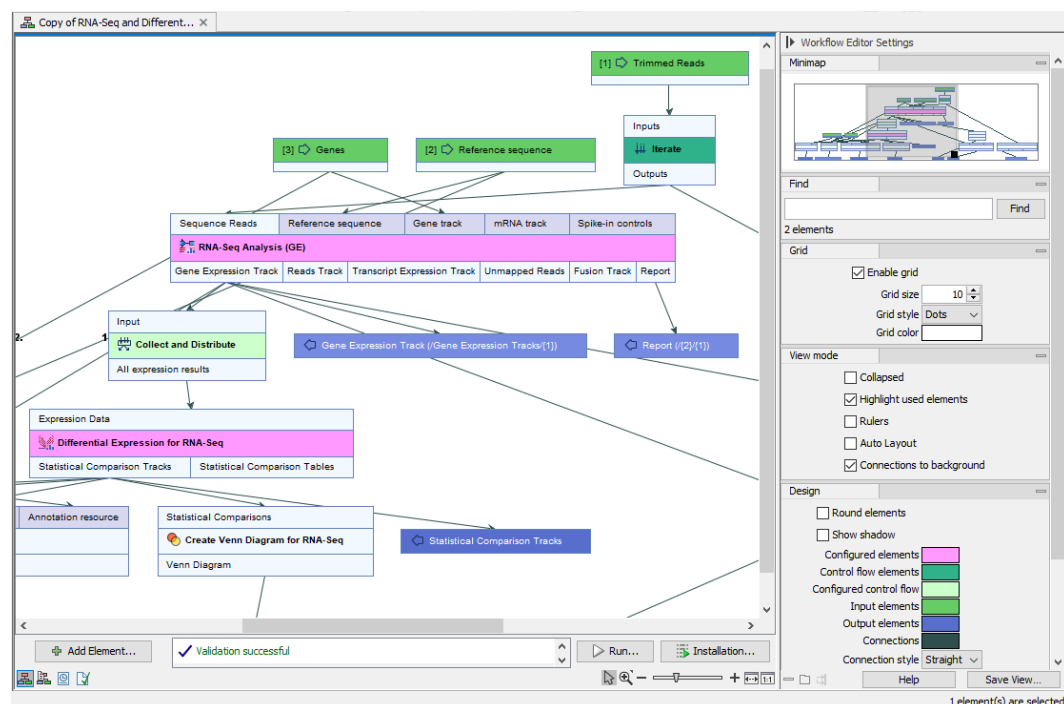 Copy of RNA-Seq and Different... ×
[1] Trimmed Reads
Inputs
Iterate
Outputs
[3] Genes
[2] Reference sequence
Sequence Reads Reference sequence Gene track mRNA track Spike-in controls
RNA-Seq Analysis (GE)
Gene Expression Track Reads Track Transcript Expression Track Unmapped Reads Fusion Track Report
2.
1
Input
Collect and Distribute
All expression results
Gene Expression Track (/Gene Expression Tracks/{1})
Report (/{2}/{1})
Expression Data
Differential Expression for RNA-Seq
Statistical Comparison Tracks Statistical Comparison Tables
Annotation resource
Statistical Comparisons
Create Venn Diagram for RNA-Seq
Venn Diagram
Statistical Comparison Tracks
Add Element...
Validation successful
Run...
Installation...
1:1
Workflow Editor Settings
Minimap
Find
Find
2 elements
Grid
Enable grid
Grid size 10
Grid style Dots
Grid color
View mode
Collapsed
Highlight used elements
Rulers
Auto Layout
Connections to background
Design
Round elements
Show shadow
Configured elements
Control flow elements
Configured control flow
Input elements
Output elements
Connections
Connection style Straight
Help
Save View...
1 element(s) are selected